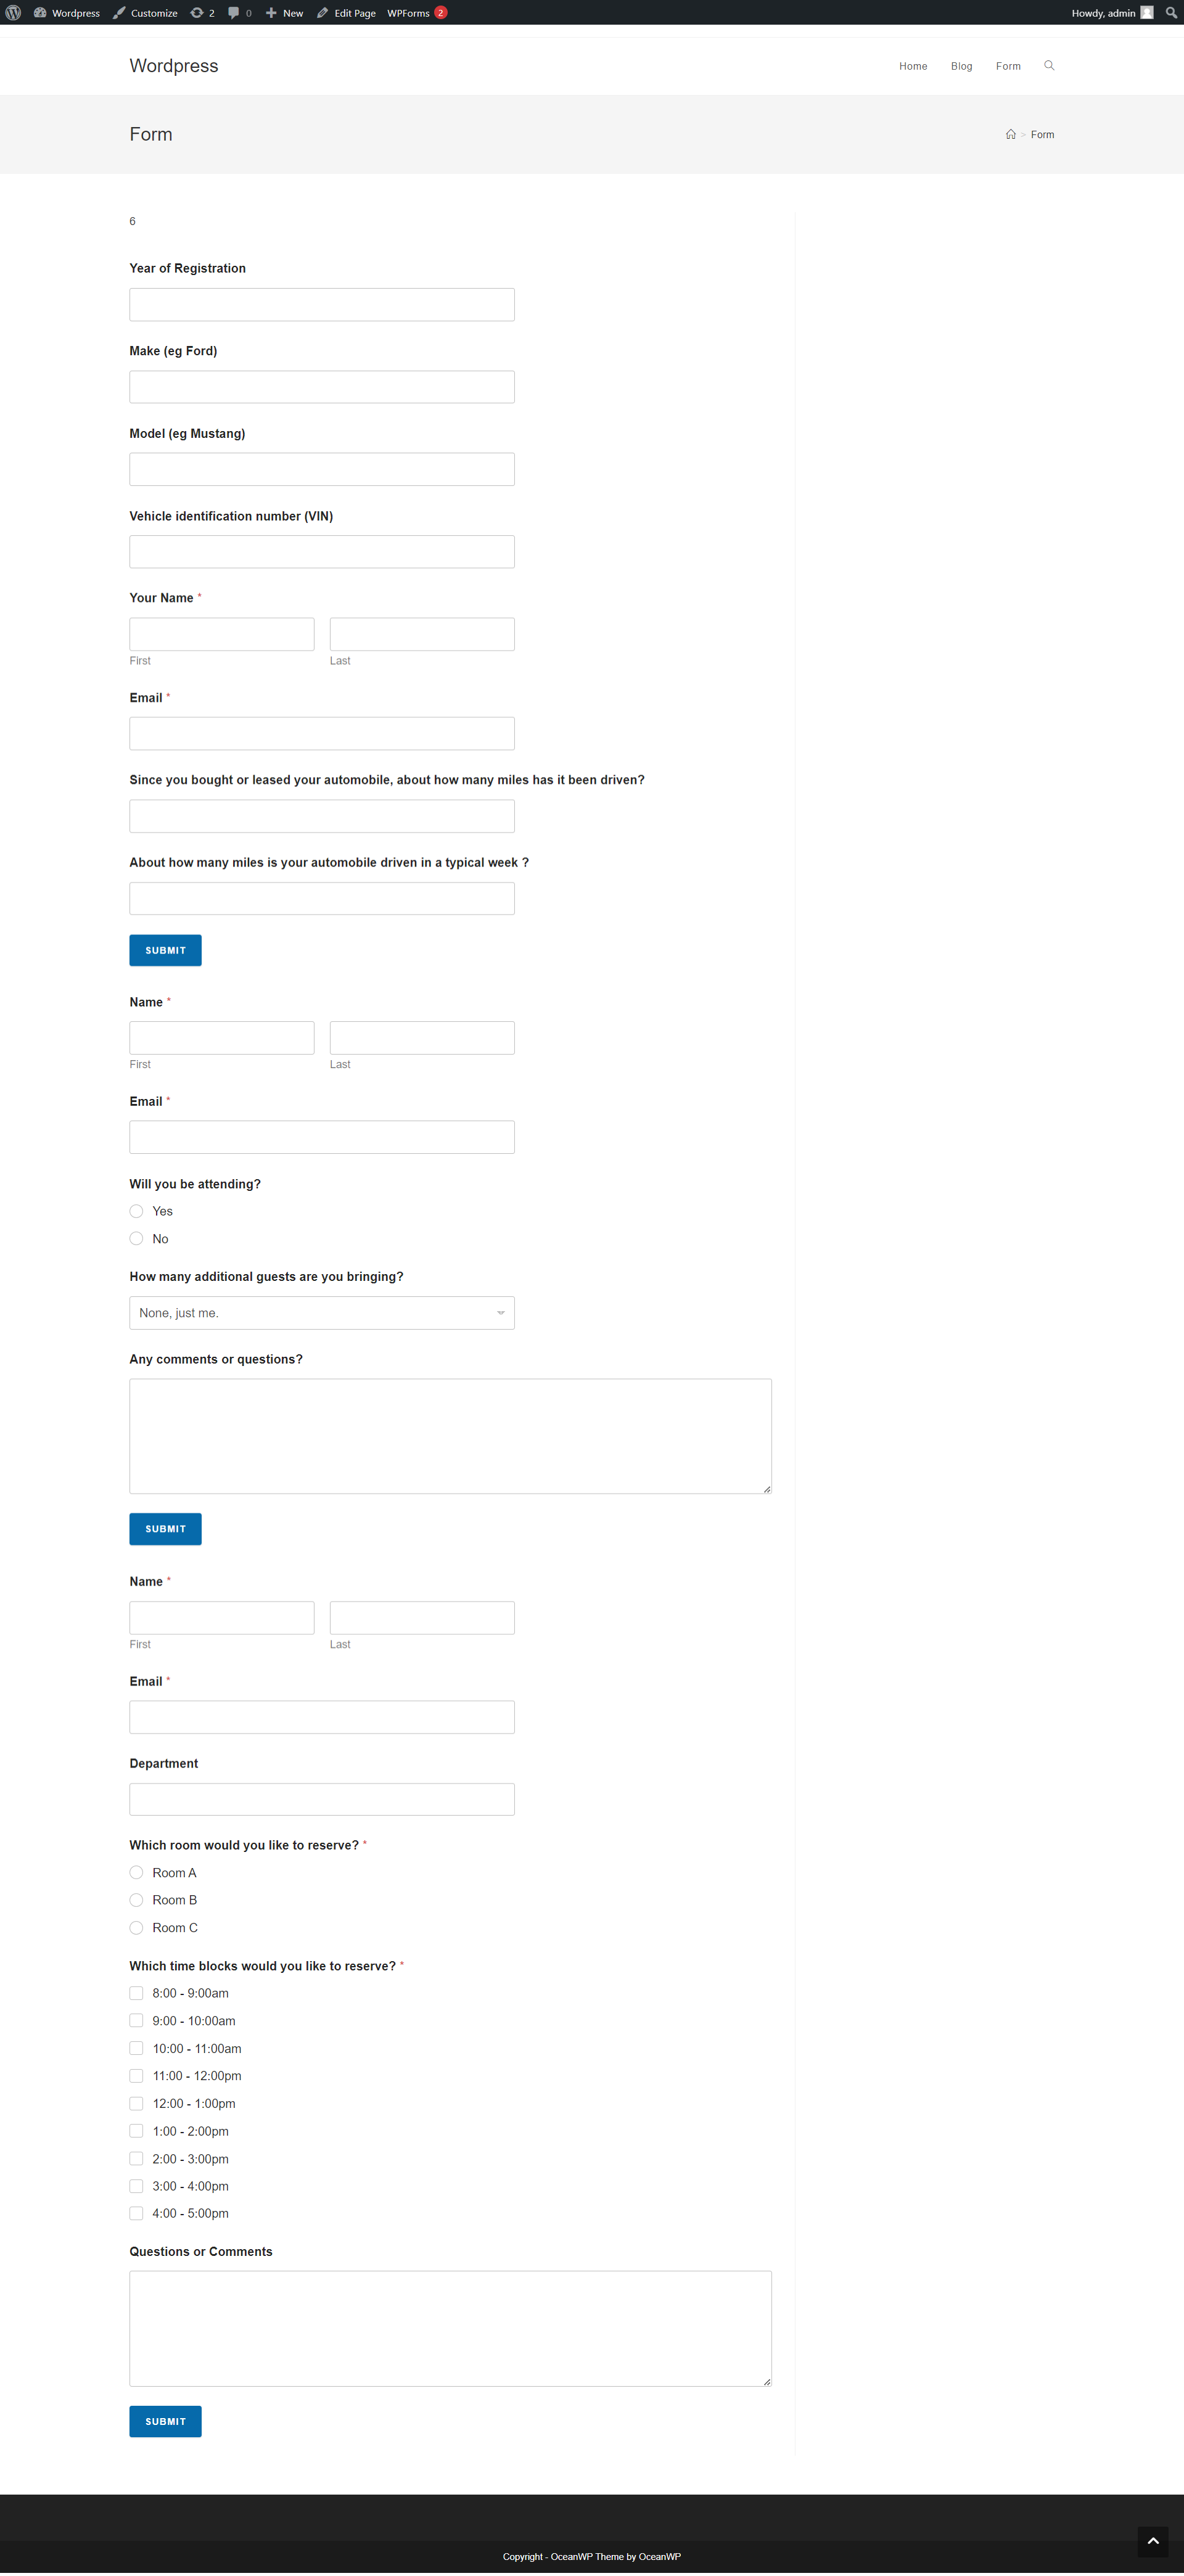 Wordpress Customize 2 0 New Edit Page WPForms 2 Howdy, admin
Wordpress Home Blog Form
Form > Form
6
Year of Registration
Make (eg Ford)
Model (eg Mustang)
Vehicle identification number (VIN)
Your Name *
First Last
Email *
Since you bought or leased your automobile, about how many miles has it been driven?
About how many miles is your automobile driven in a typical week ?
SUBMIT
Name *
First Last
Email *
Will you be attending?
Yes
No
How many additional guests are you bringing?
None, just me.
Any comments or questions?
SUBMIT
Name *
First Last
Email *
Department
Which room would you like to reserve? *
Room A
Room B
Room C
Which time blocks would you like to reserve? *
8:00 - 9:00am
9:00 - 10:00am
10:00 - 11:00am
11:00 - 12:00pm
12:00 - 1:00pm
1:00 - 2:00pm
2:00 - 3:00pm
3:00 - 4:00pm
4:00 - 5:00pm
Questions or Comments
SUBMIT
Copyright - OceanWP Theme by OceanWP